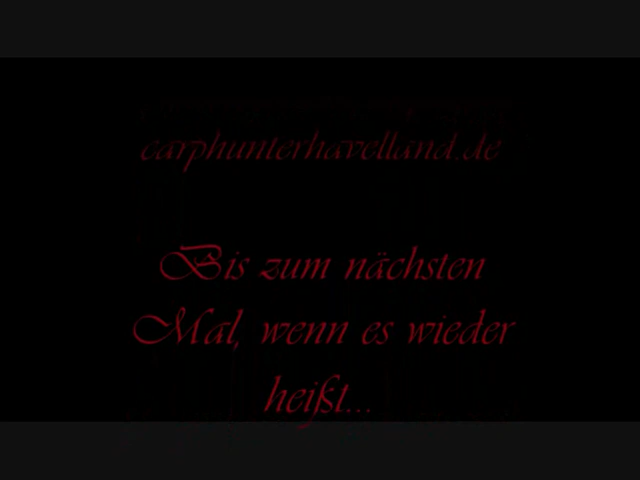 carphunterhavelland.de
Bis zum nächsten
Mal, wenn es wieder
heißt...